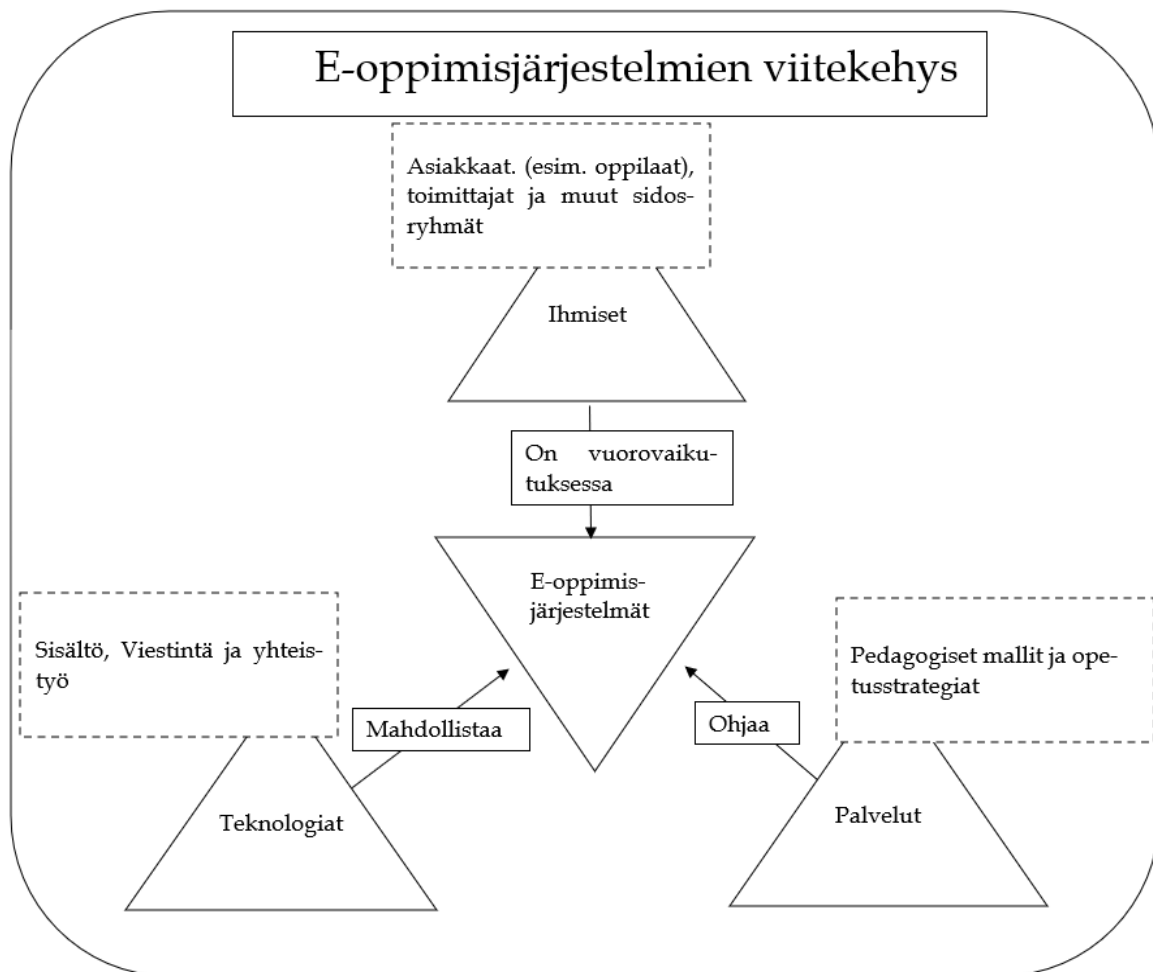 E-oppimisjärjestelmien viitekehys
Asiakkaat. (esim. oppilaat),
toimittajat ja muut sidos-
ryhmät
Ihmiset
On vuorovaiku-
tuksessa
E-oppimis-
järjestelmät
Sisältö, Viestintä ja yhteis-
työ
Mahdollistaa
Teknologiat
Pedagogiset mallit ja ope-
tusstrategiat
Ohjaa
Palvelut